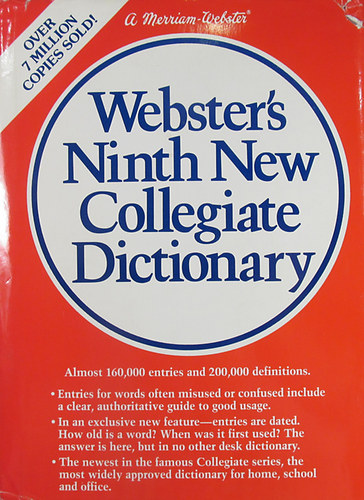 OVER
7 MILLION
COPIES SOLD!
A Merriam-Webster®
Webster's
Ninth New
Collegiate
Dictionary
Almost 160,000 entries and 200,000 definitions.
• Entries for words often misused or confused include
a clear, authoritative guide to good usage.
• In an exclusive new feature—entries are dated.
How old is a word? When was it first used? The
answer is here, but in no other desk dictionary.
• The newest in the famous Collegiate series, the
most widely approved dictionary for home, school
and office.